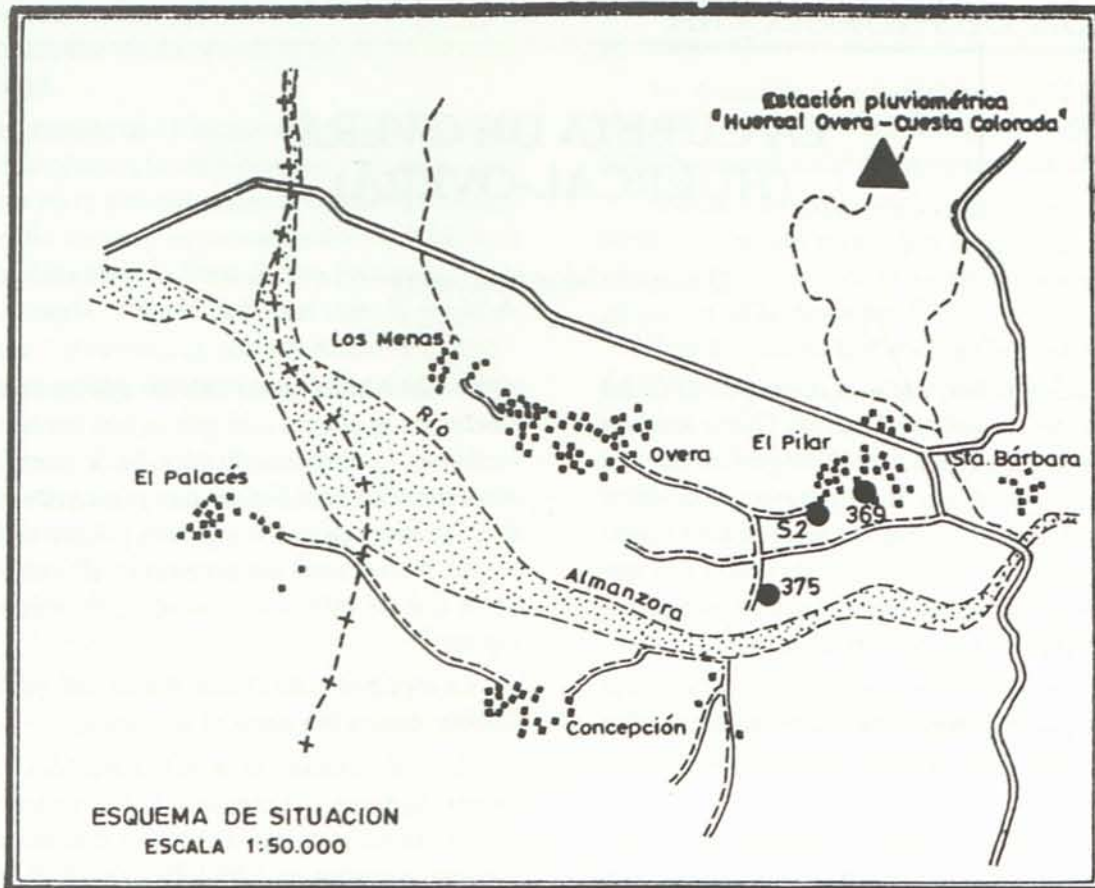 Estación pluviométrica
"Huercal Overa - Cuesta Colorada"
Los Menas
Río
Overa
El Pilar
Sta Bárbara
El Palacés
S2
369
375
Almanzora
Concepción
ESQUEMA DE SITUACION
ESCALA 1:50.000